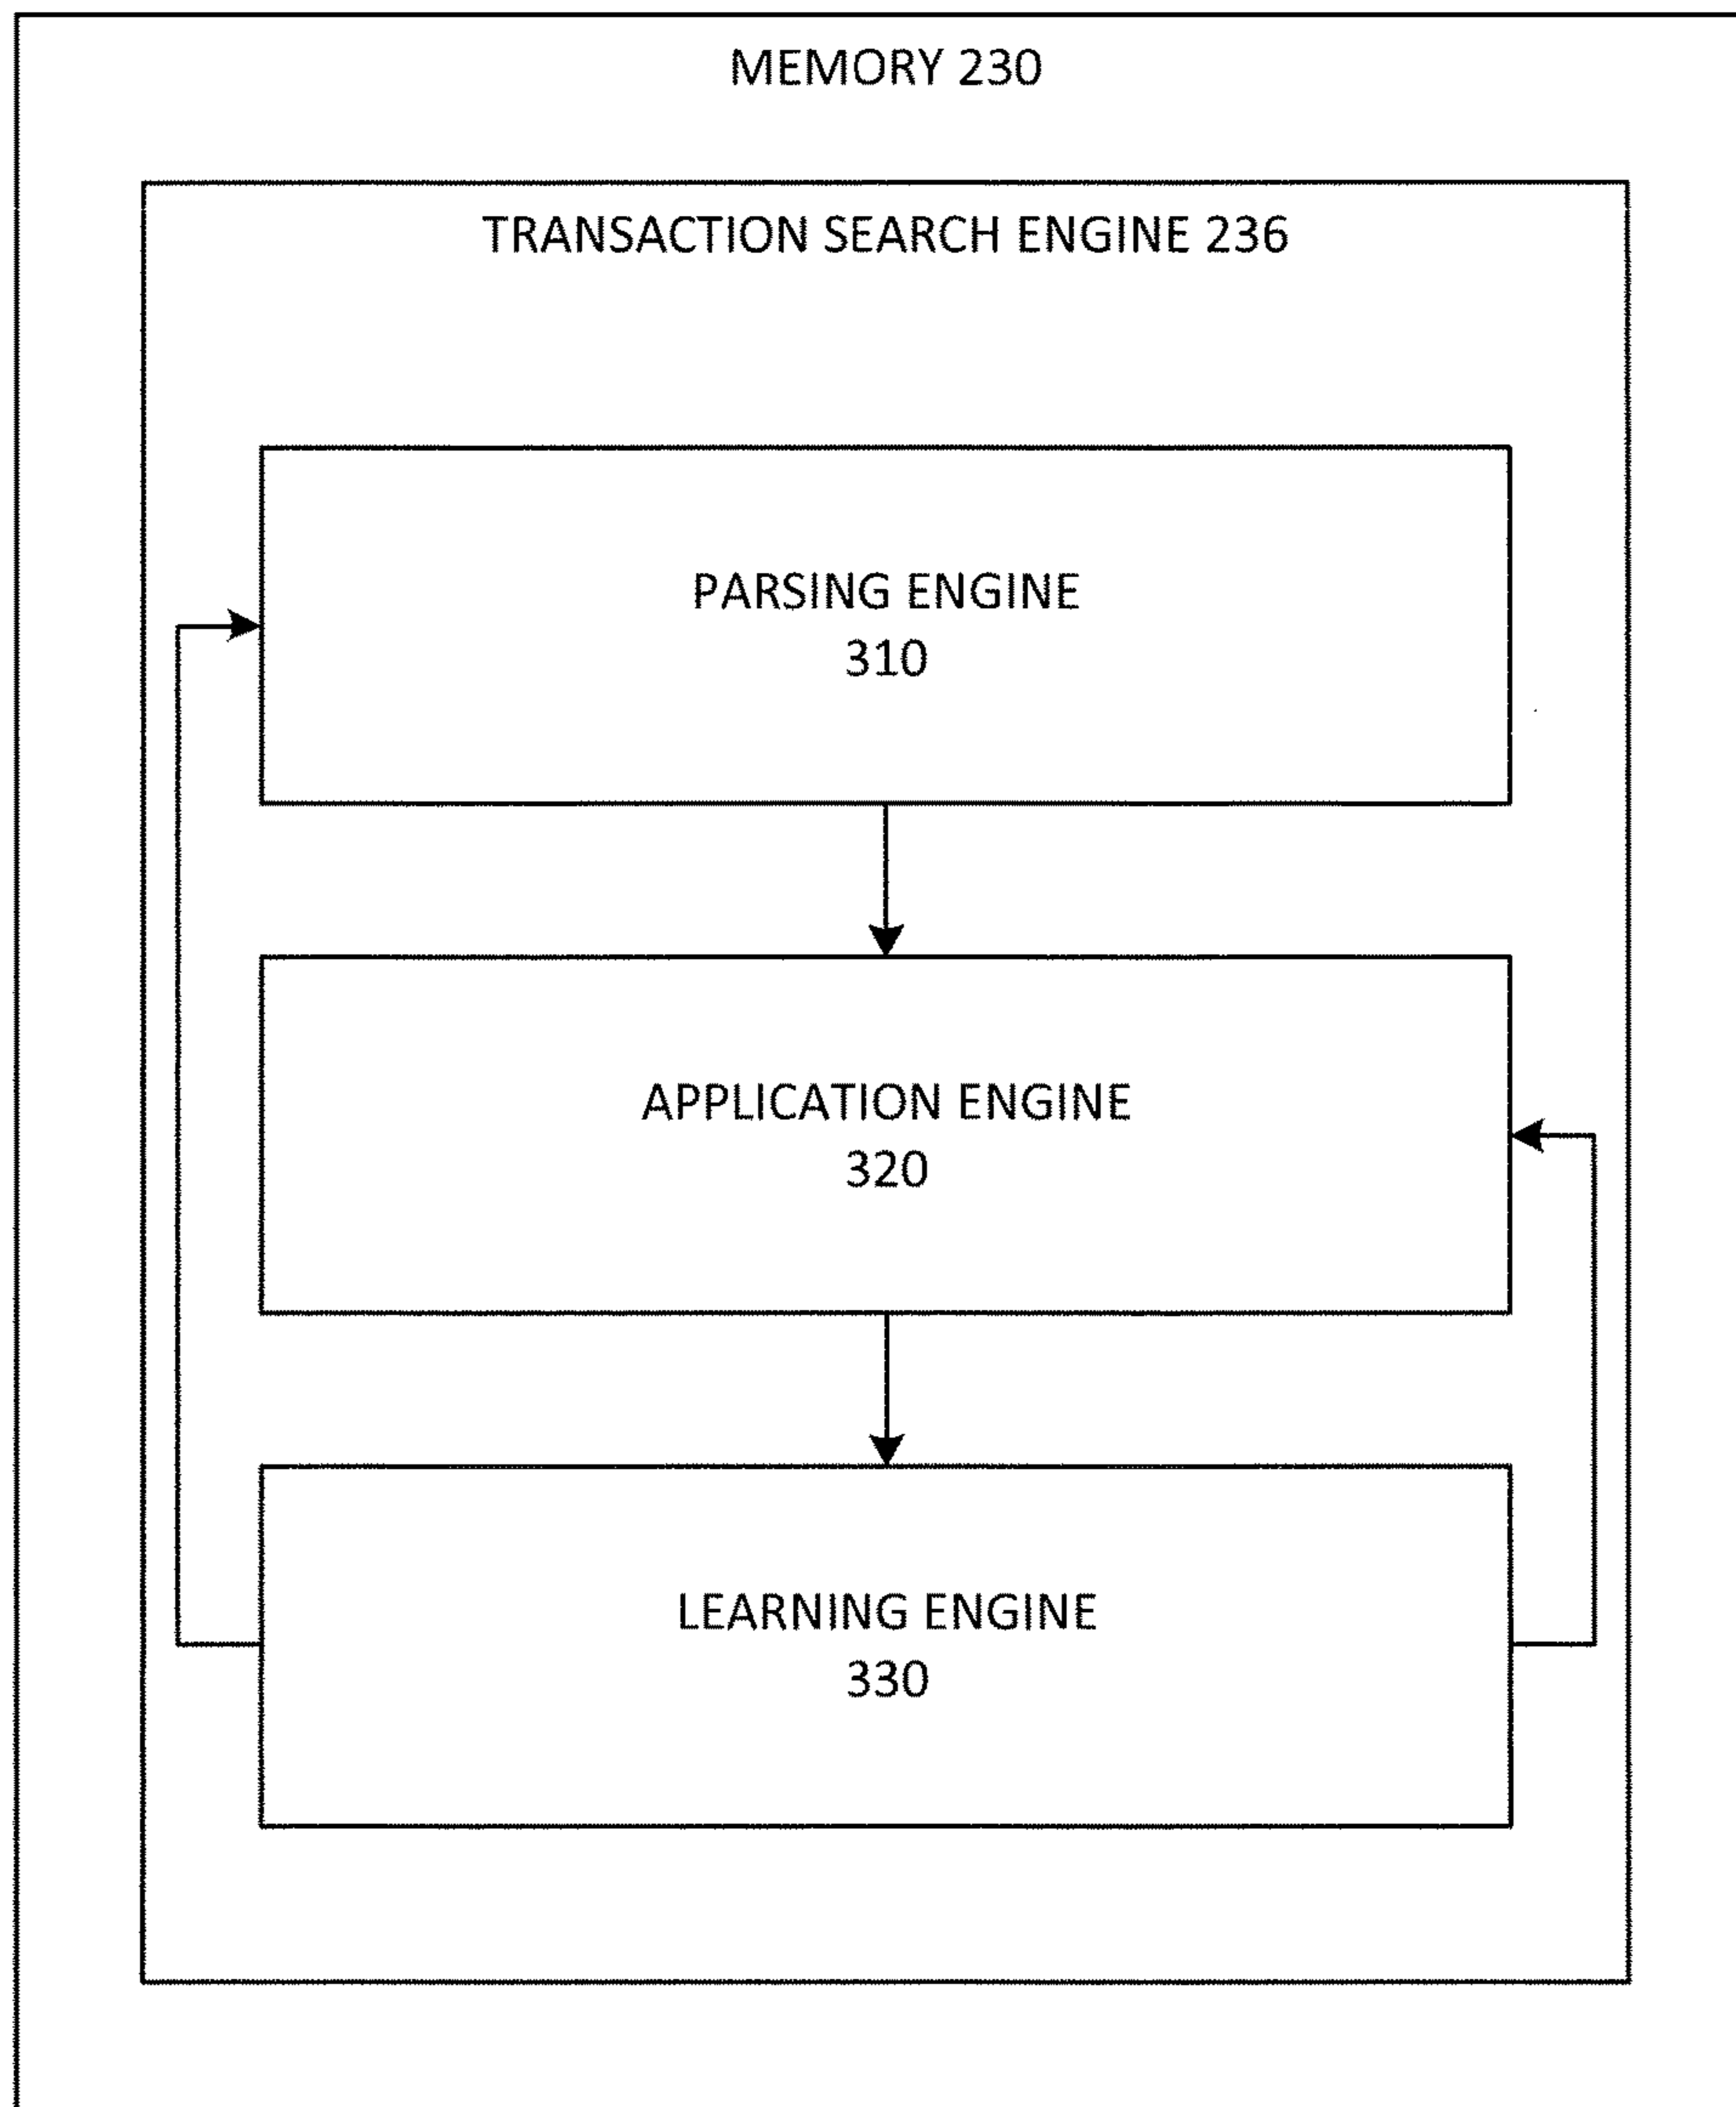 MEMORY 230
TRANSACTION SEARCH ENGINE 236
PARSING ENGINE
310
APPLICATION ENGINE
320
LEARNING ENGINE
330